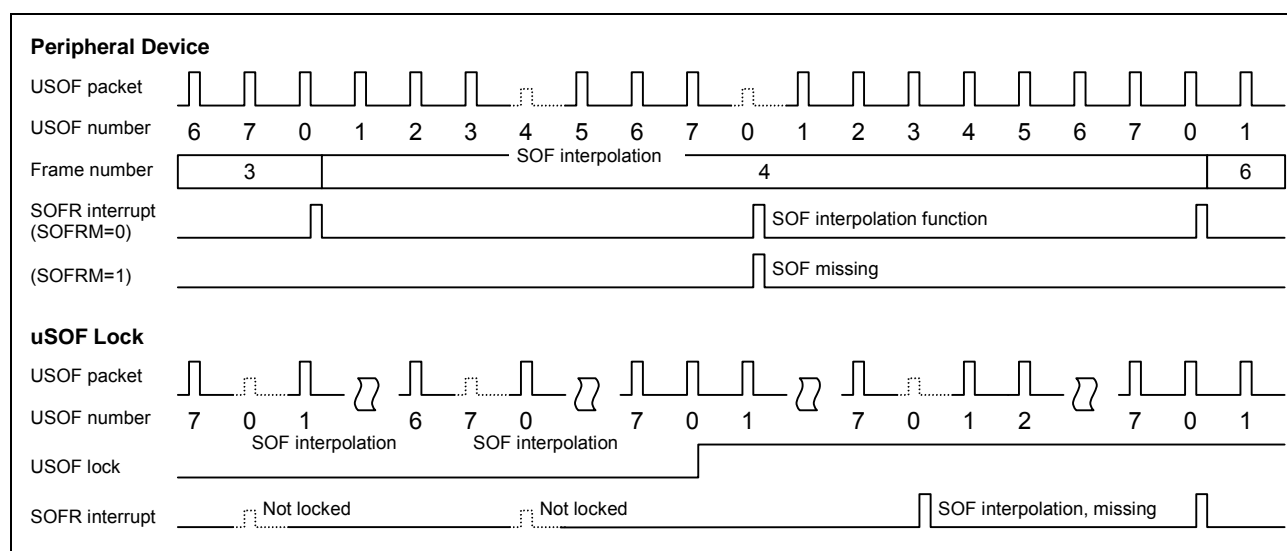 Peripheral Device
USOF packet
USOF number 6 7 0 1 2 3 4 5 6 7 0 1 2 3 4 5 6 7 0 1
SOF interpolation
Frame number 3 4 6
SOFR interrupt
(SOFRM=0) SOF interpolation function
(SOFRM=1) SOF missing
uSOF Lock
USOF packet
USOF number 7 0 1 6 7 0 7 0 1 7 0 1 2 7 0 1
SOF interpolation SOF interpolation
USOF lock
SOFR interrupt Not locked Not locked SOF interpolation, missing